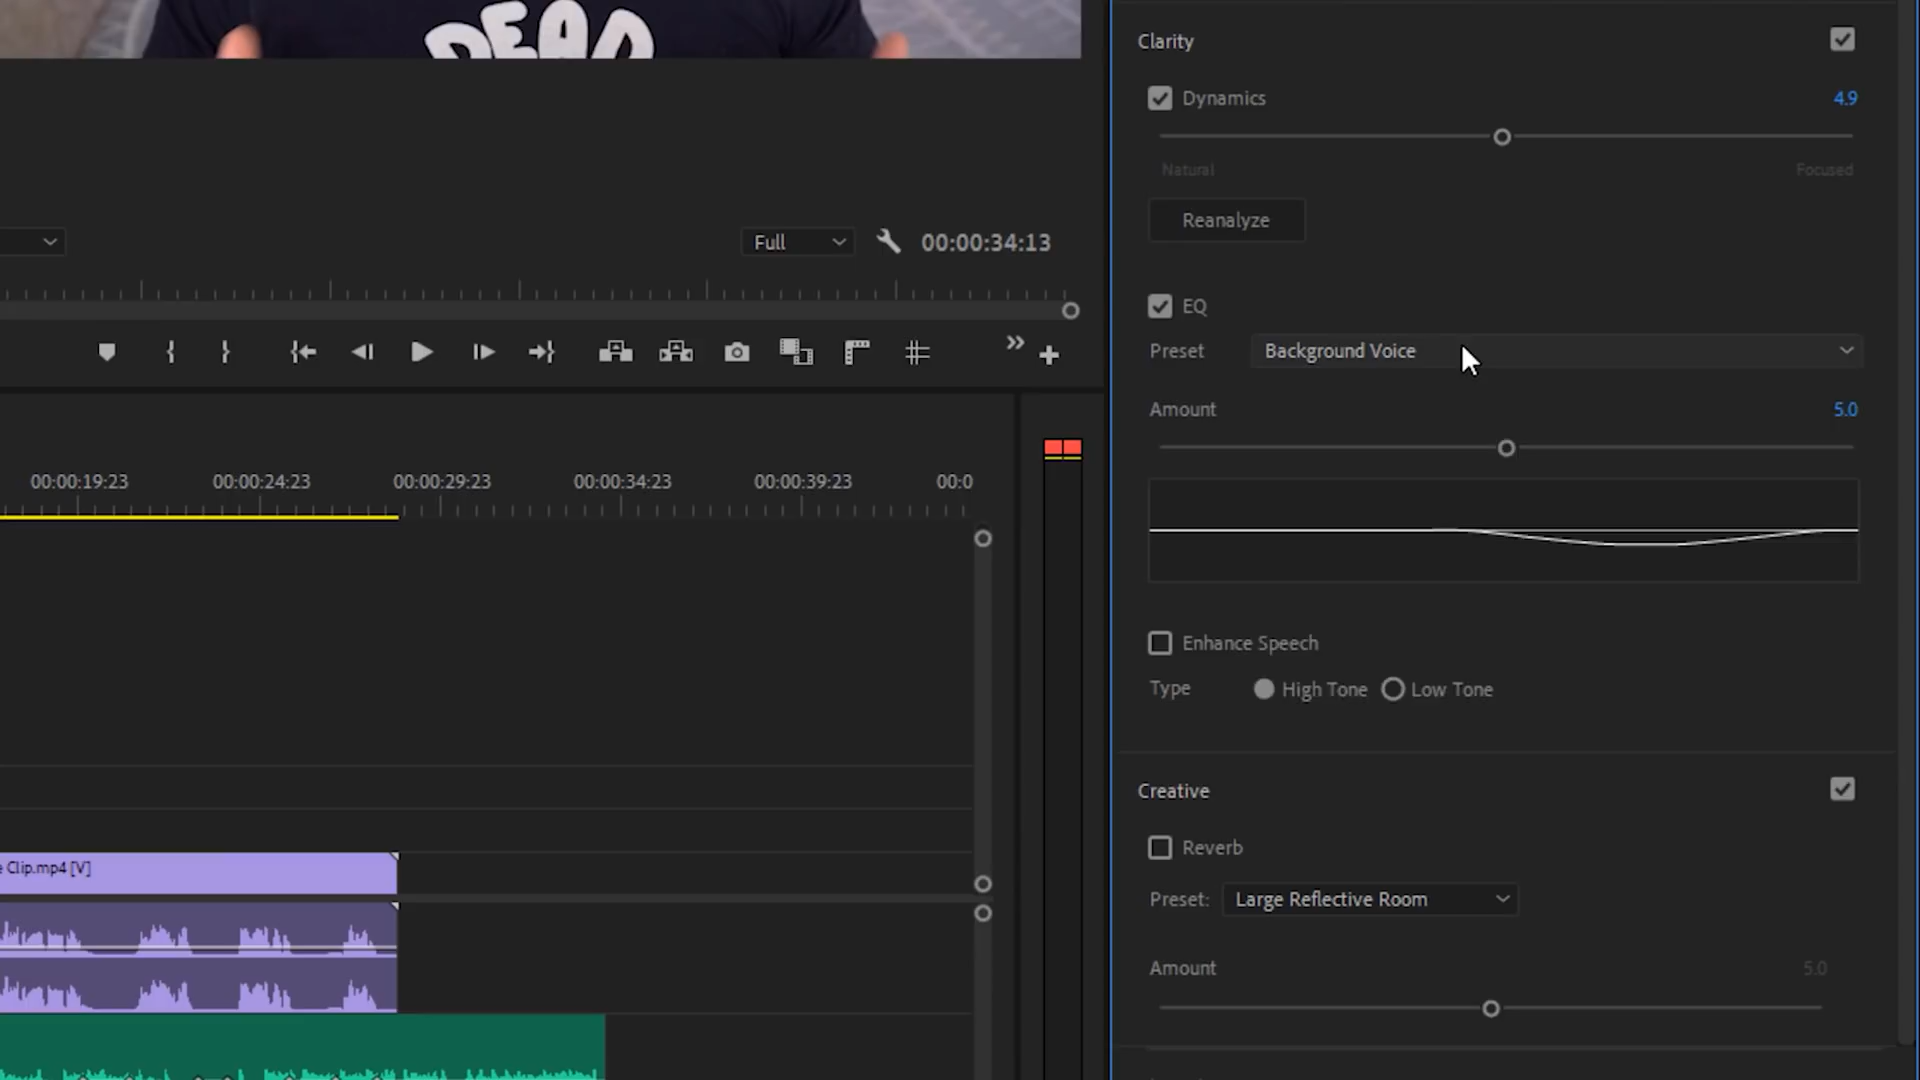 DEAD
Full
00:00:34:13
00:00:19:23
00:00:24:23
00:00:29:23
00:00:34:23
00:00:39:23
00:0
e Clip.mp4 [V]
Clarity
Dynamics
4.9
Natural
Focused
Reanalyze
EQ
Preset
Background Voice
Amount
5.0
Enhance Speech
Type
High Tone
Low Tone
Creative
Reverb
Preset:
Large Reflective Room
Amount
5.0